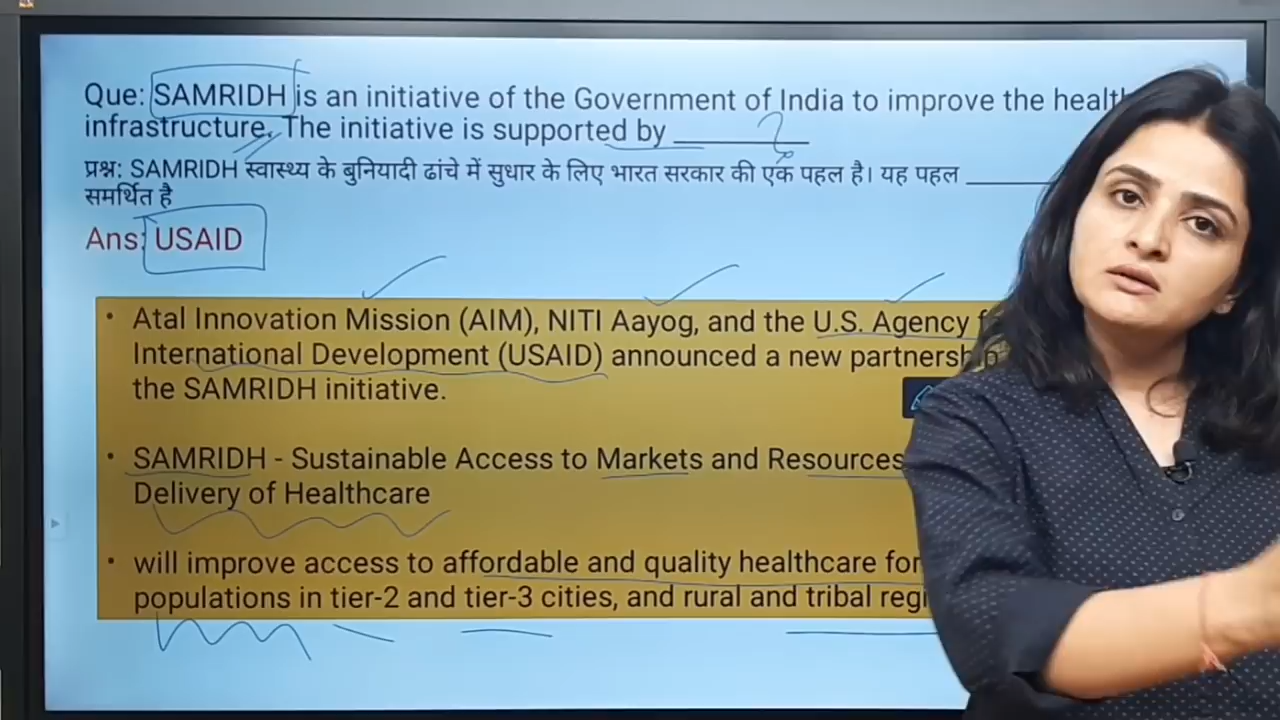 Que: SAMRIDH is an initiative of the Government of India to improve the health
infrastructure. The initiative is supported by __________
प्रश्न: SAMRIDH स्वास्थ्य के बुनियादी ढांचे में सुधार के लिए भारत सरकार की एक पहल है। यह पहल ______
समर्थित है
Ans: USAID
• Atal Innovation Mission (AIM), NITI Aayog, and the U.S. Agency
International Development (USAID) announced a new partnership
the SAMRIDH initiative.
• SAMRIDH - Sustainable Access to Markets and Resources
Delivery of Healthcare
• will improve access to affordable and quality healthcare for
populations in tier-2 and tier-3 cities, and rural and tribal